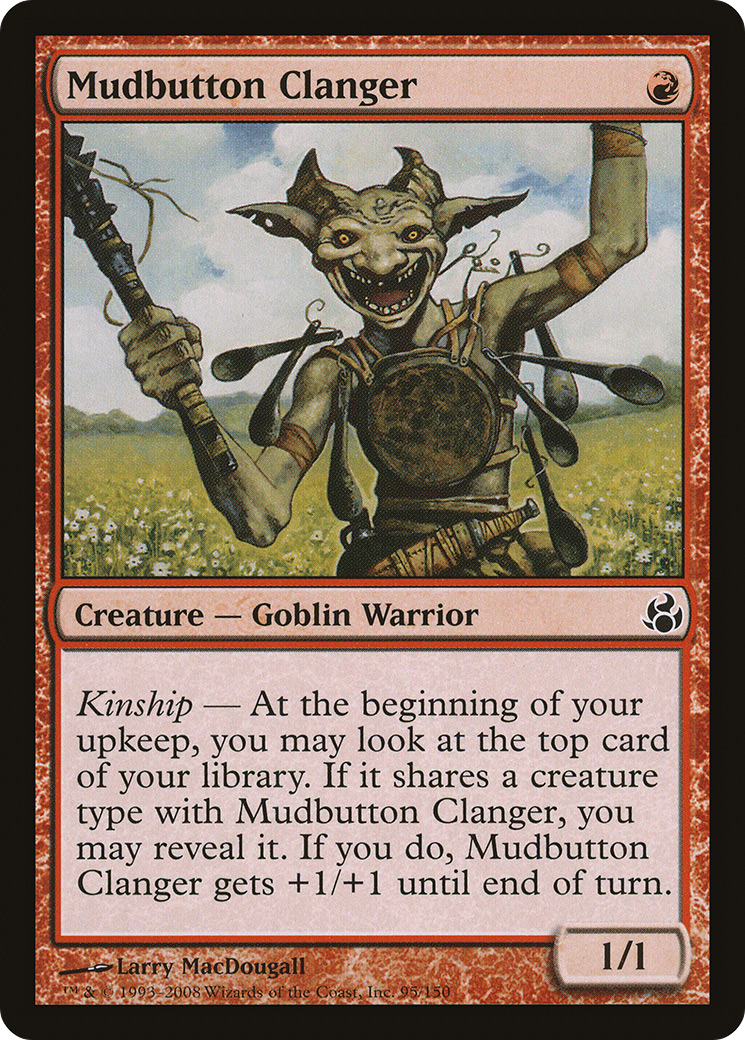 Mudbutton Clanger
Creature — Goblin Warrior
Kinship — At the beginning of your
upkeep, you may look at the top card
of your library. If it shares a creature
type with Mudbutton Clanger, you
may reveal it. If you do, Mudbutton
Clanger gets +1/+1 until end of turn.
1/1
Larry MacDougall
™ & © 1993–2008 Wizards of the Coast, Inc. 95/150